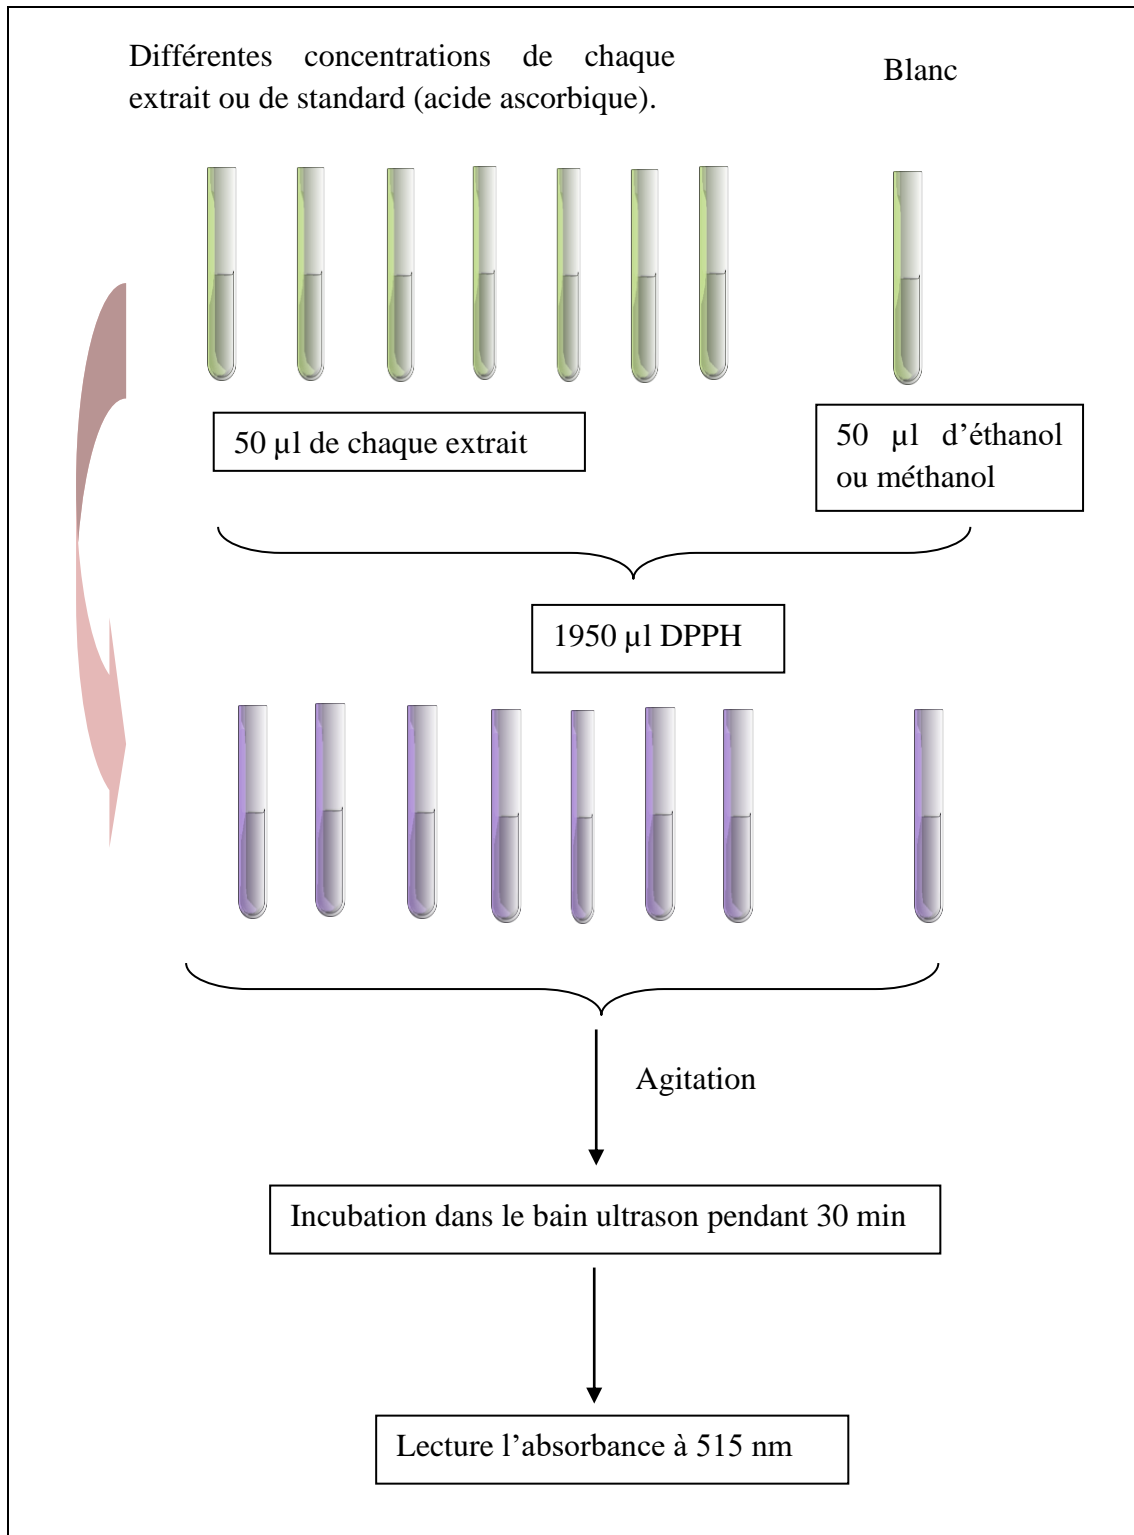 Différentes concentrations de chaque
extrait ou de standard (acide ascorbique).
Blanc
50 µl de chaque extrait
50 µl d’éthanol
ou méthanol
1950 µl DPPH
Agitation
Incubation dans le bain ultrason pendant 30 min
Lecture l’absorbance à 515 nm